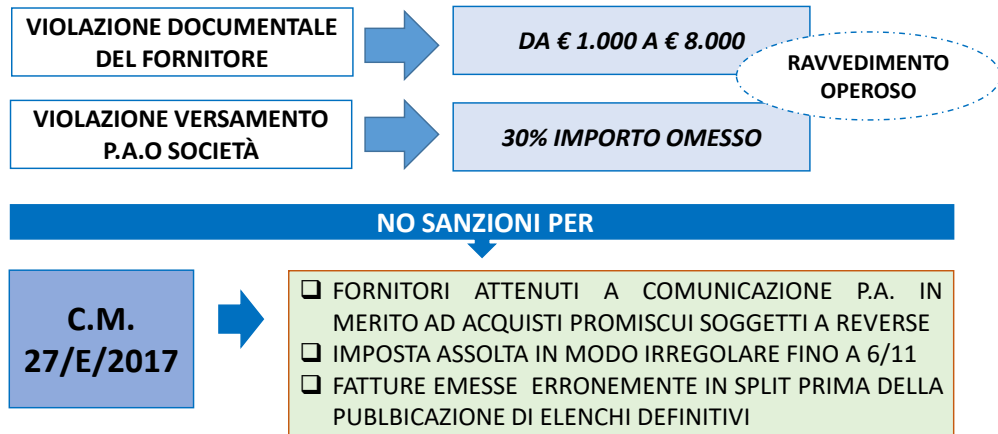 VIOLAZIONE DOCUMENTALE
DEL FORNITORE
DA € 1.000 A € 8.000
RAVVEDIMENTO
OPEROSO
VIOLAZIONE VERSAMENTO
P.A.O SOCIETÀ
30% IMPORTO OMESSO
NO SANZIONI PER
C.M.
27/E/2017
❑ FORNITORI ATTENUTI A COMUNICAZIONE P.A. IN
MERITO AD ACQUISTI PROMISCUI SOGGETTI A REVERSE
❑ IMPOSTA ASSOLTA IN MODO IRREGOLARE FINO A 6/11
❑ FATTURE EMESSE ERRONEMENTE IN SPLIT PRIMA DELLA
PUBLBICAZIONE DI ELENCHI DEFINITIVI